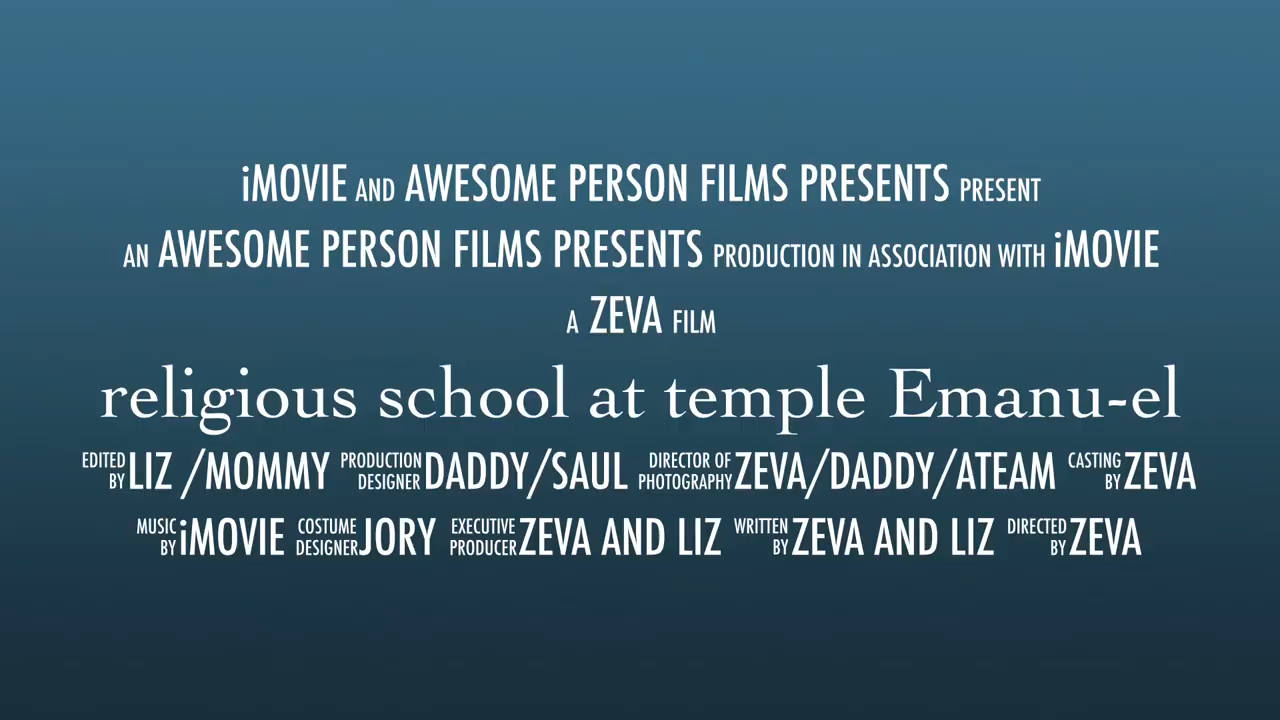 iMOVIE AND AWESOME PERSON FILMS PRESENTS PRESENT
AN AWESOME PERSON FILMS PRESENTS PRODUCTION IN ASSOCIATION WITH iMOVIE
A ZEVA FILM
religious school at temple Emanu-el
EDITED BY LIZ /MOMMY PRODUCTION DESIGNER DADDY/SAUL DIRECTOR OF PHOTOGRAPHY ZEVA/DADDY/ATEAM CASTING BY ZEVA
MUSIC BY iMOVIE COSTUME DESIGNER JORY EXECUTIVE PRODUCER ZEVA AND LIZ WRITTEN BY ZEVA AND LIZ DIRECTED BY ZEVA